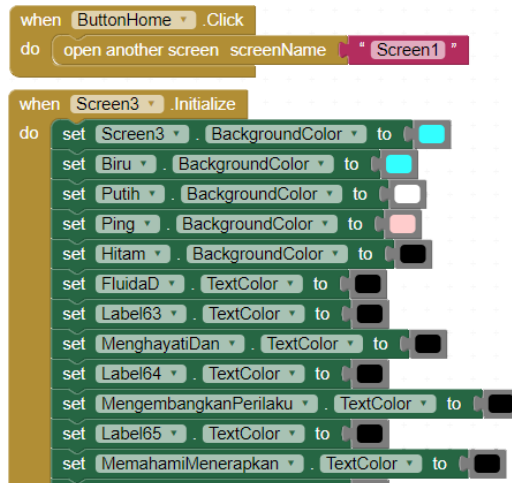 when ButtonHome .Click
do open another screen screenName " Screen1 "
when Screen3 .Initialize
do set Screen3 . BackgroundColor to
set Biru . BackgroundColor to
set Putih . BackgroundColor to
set Ping . BackgroundColor to
set Hitam . BackgroundColor to
set FluidaD . TextColor to
set Label63 . TextColor to
set MenghayatiDan . TextColor to
set Label64 . TextColor to
set MengembangkanPerilaku . TextColor to
set Label65 . TextColor to
set MemahamiMenerapkan . TextColor to